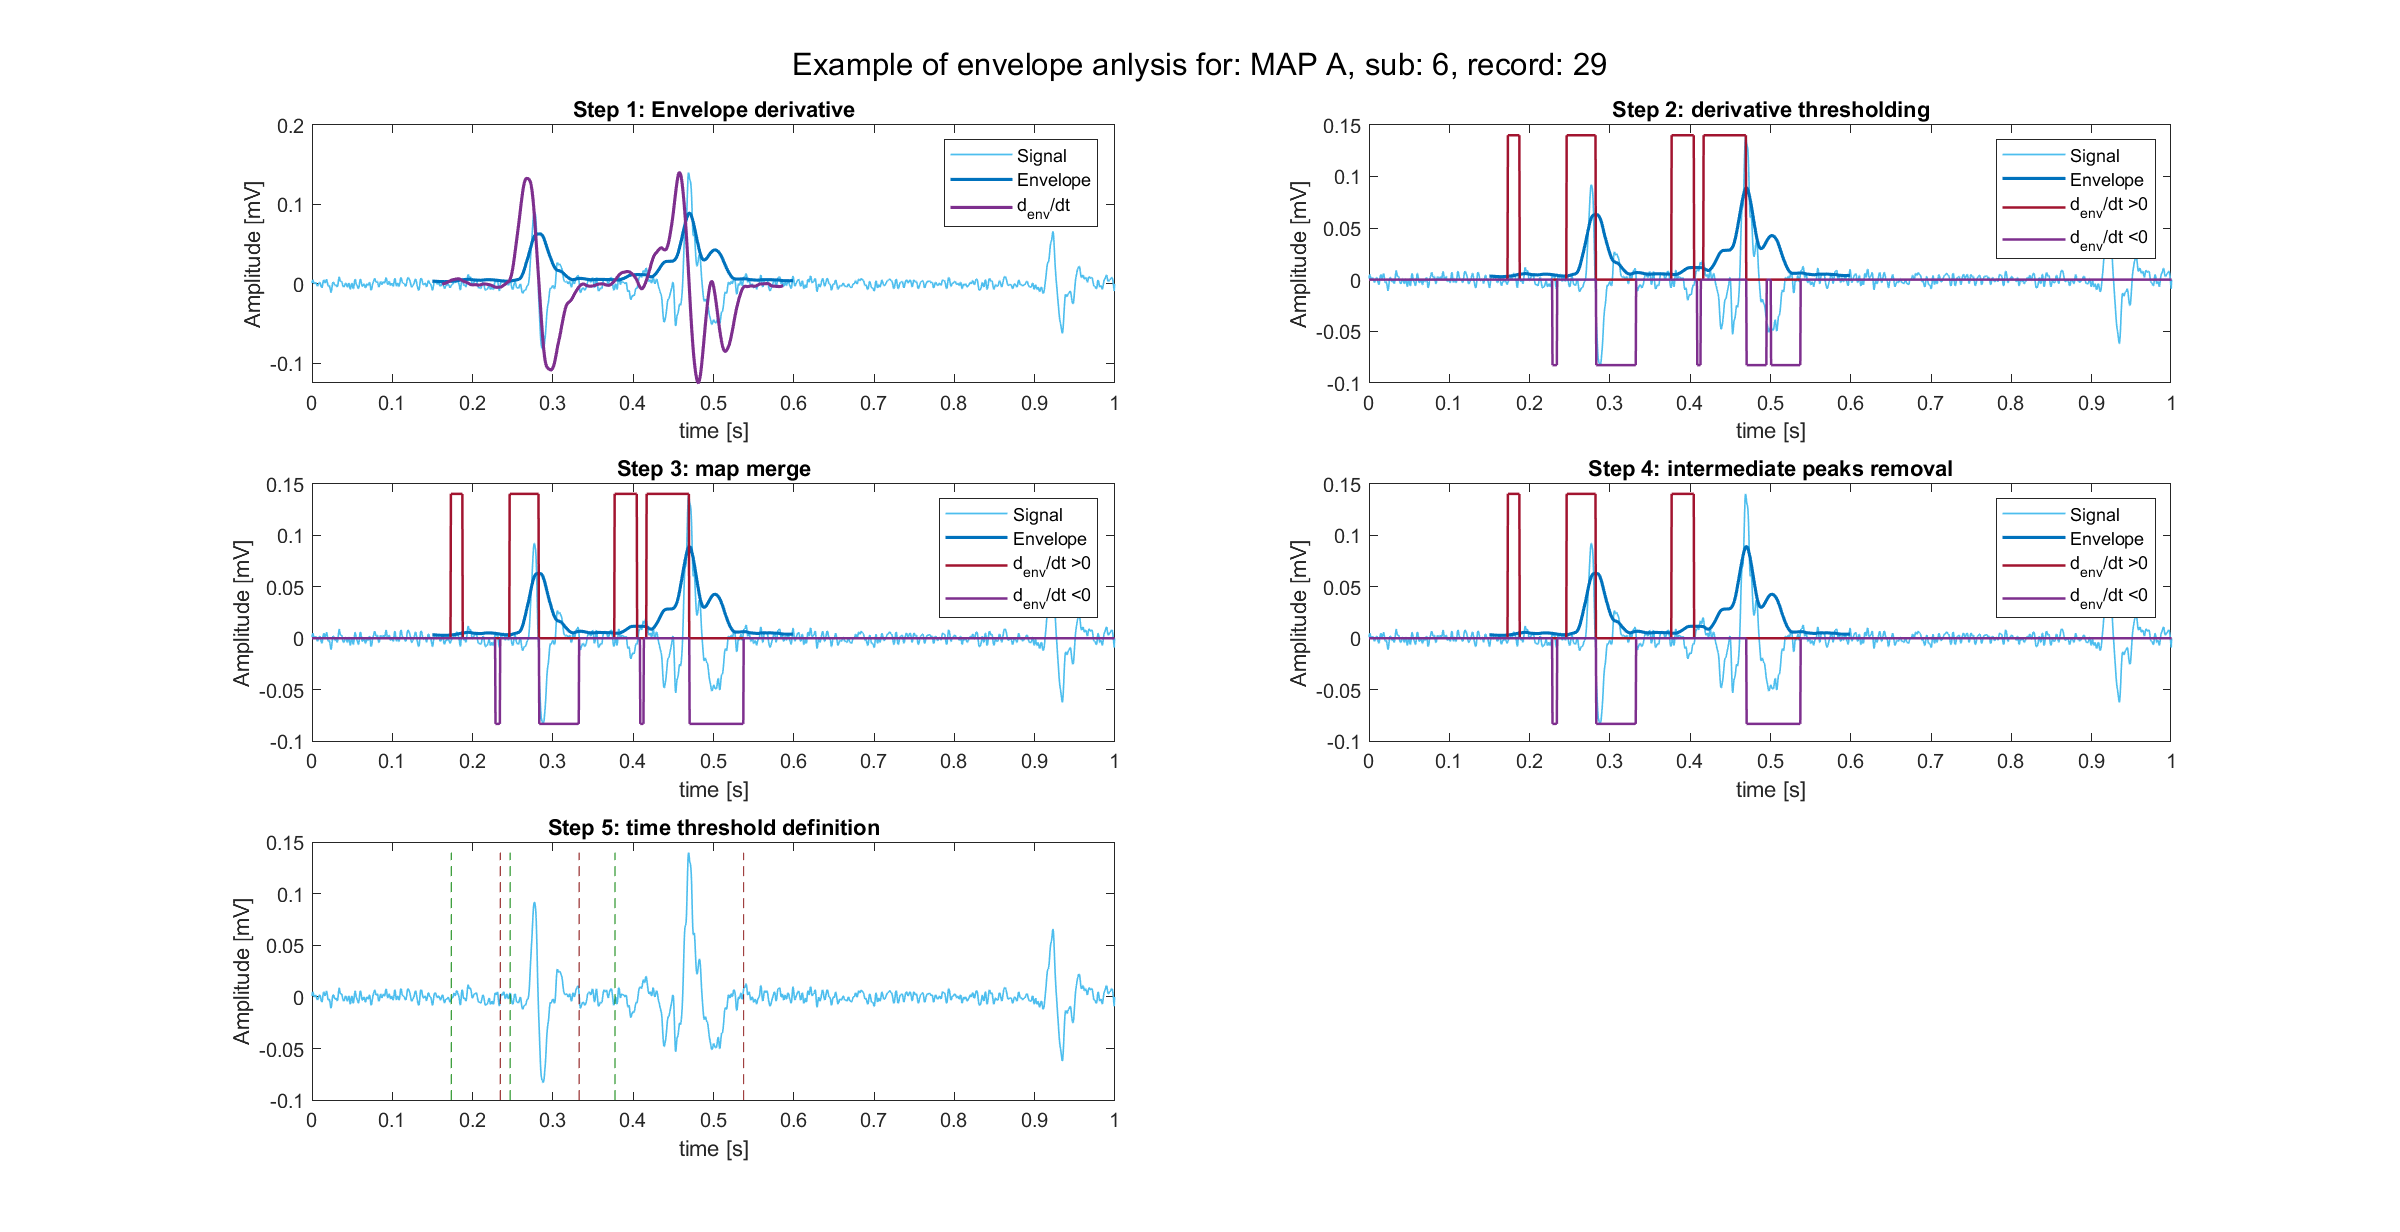 Example of envelope anlysis for: MAP A, sub: 6, record: 29
Step 1: Envelope derivative
0.2
0.1
0
-0.1
Amplitude [mV]
Signal
Envelope
d_env/dt
0 0.1 0.2 0.3 0.4 0.5 0.6 0.7 0.8 0.9 1
time [s]
Step 2: derivative thresholding
0.15
0.1
0.05
0
-0.05
-0.1
Amplitude [mV]
Signal
Envelope
d_env/dt >0
d_env/dt <0
0 0.1 0.2 0.3 0.4 0.5 0.6 0.7 0.8 0.9 1
time [s]
Step 3: map merge
0.15
0.1
0.05
0
-0.05
-0.1
Amplitude [mV]
Signal
Envelope
d_env/dt >0
d_env/dt <0
0 0.1 0.2 0.3 0.4 0.5 0.6 0.7 0.8 0.9 1
time [s]
Step 4: intermediate peaks removal
0.15
0.1
0.05
0
-0.05
-0.1
Amplitude [mV]
Signal
Envelope
d_env/dt >0
d_env/dt <0
0 0.1 0.2 0.3 0.4 0.5 0.6 0.7 0.8 0.9 1
time [s]
Step 5: time threshold definition
0.15
0.1
0.05
0
-0.05
-0.1
Amplitude [mV]
0 0.1 0.2 0.3 0.4 0.5 0.6 0.7 0.8 0.9 1
time [s]